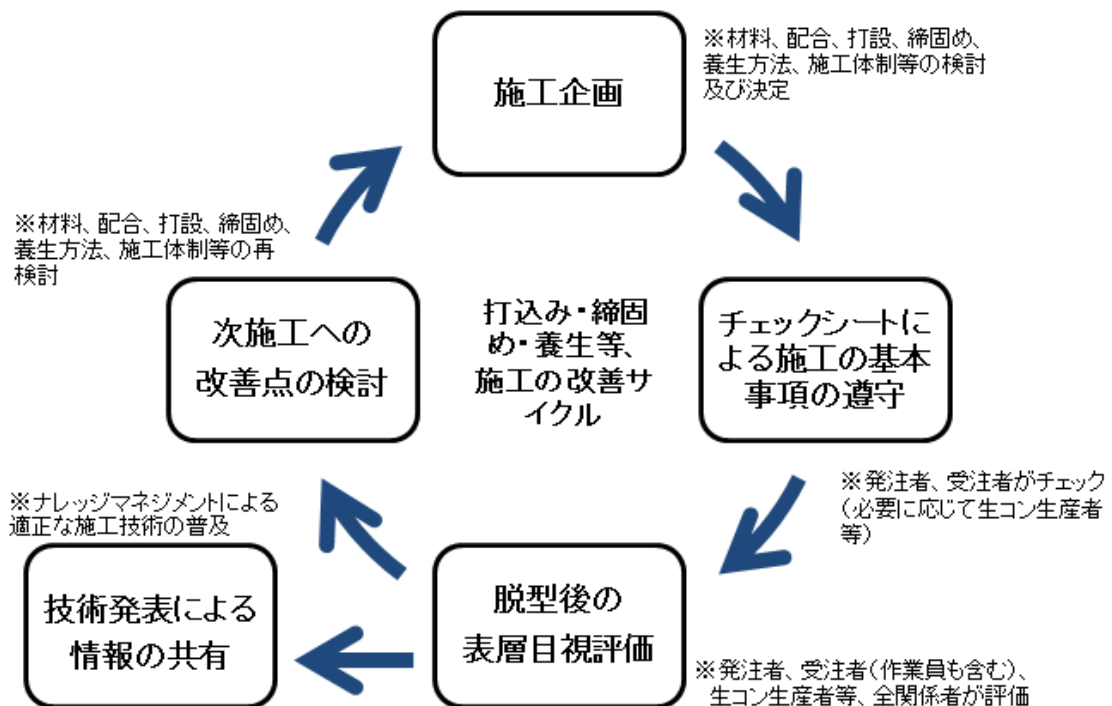 施工企画
※材料、配合、打設、締固め、
養生方法、施工体制等の検討
及び決定
※材料、配合、打設、締固め、
養生方法、施工体制等の再
検討
次施工への
改善点の検討
打込み・締固
め・養生等、
施工の改善サ
イクル
チェックシートに
よる施工の基本
事項の遵守
※発注者、受注者がチェック
(必要に応じて生コン生産者
等)
※ナレッジマネジメントによる
適正な施工技術の普及
技術発表による
情報の共有
脱型後の
表層目視評価
※発注者、受注者(作業員も含む)、
生コン生産者等、全関係者が評価